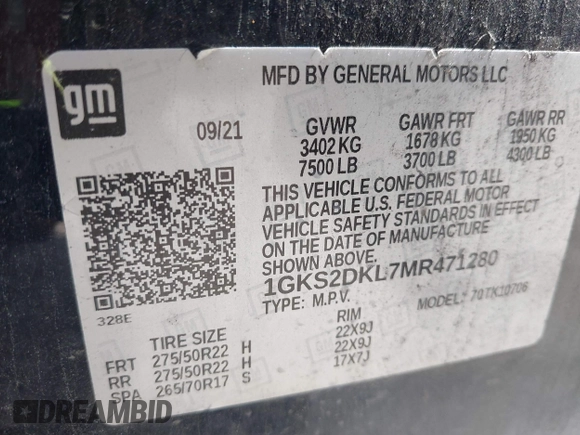 gm
MFD BY GENERAL MOTORS LLC
09/21
GVWR GAWR FRT GAWR RR
3402 KG 1678 KG 1950 KG
7500 LB 3700 LB 4300 LB
THIS VEHICLE CONFORMS TO ALL
APPLICABLE U.S. FEDERAL MOTOR
VEHICLE SAFETY STANDARDS IN EFFECT
ON THE DATE OF MANUFACTURE
SHOWN ABOVE.
1GKS2DKL7MR471280
TYPE: M.P.V. MODEL: 70TK10706
328E
TIRE SIZE RIM
FRT 275/50R22 H 22X9J
RR 275/50R22 H 22X9J
SPA 265/70R17 S 17X7J
DREAMBID